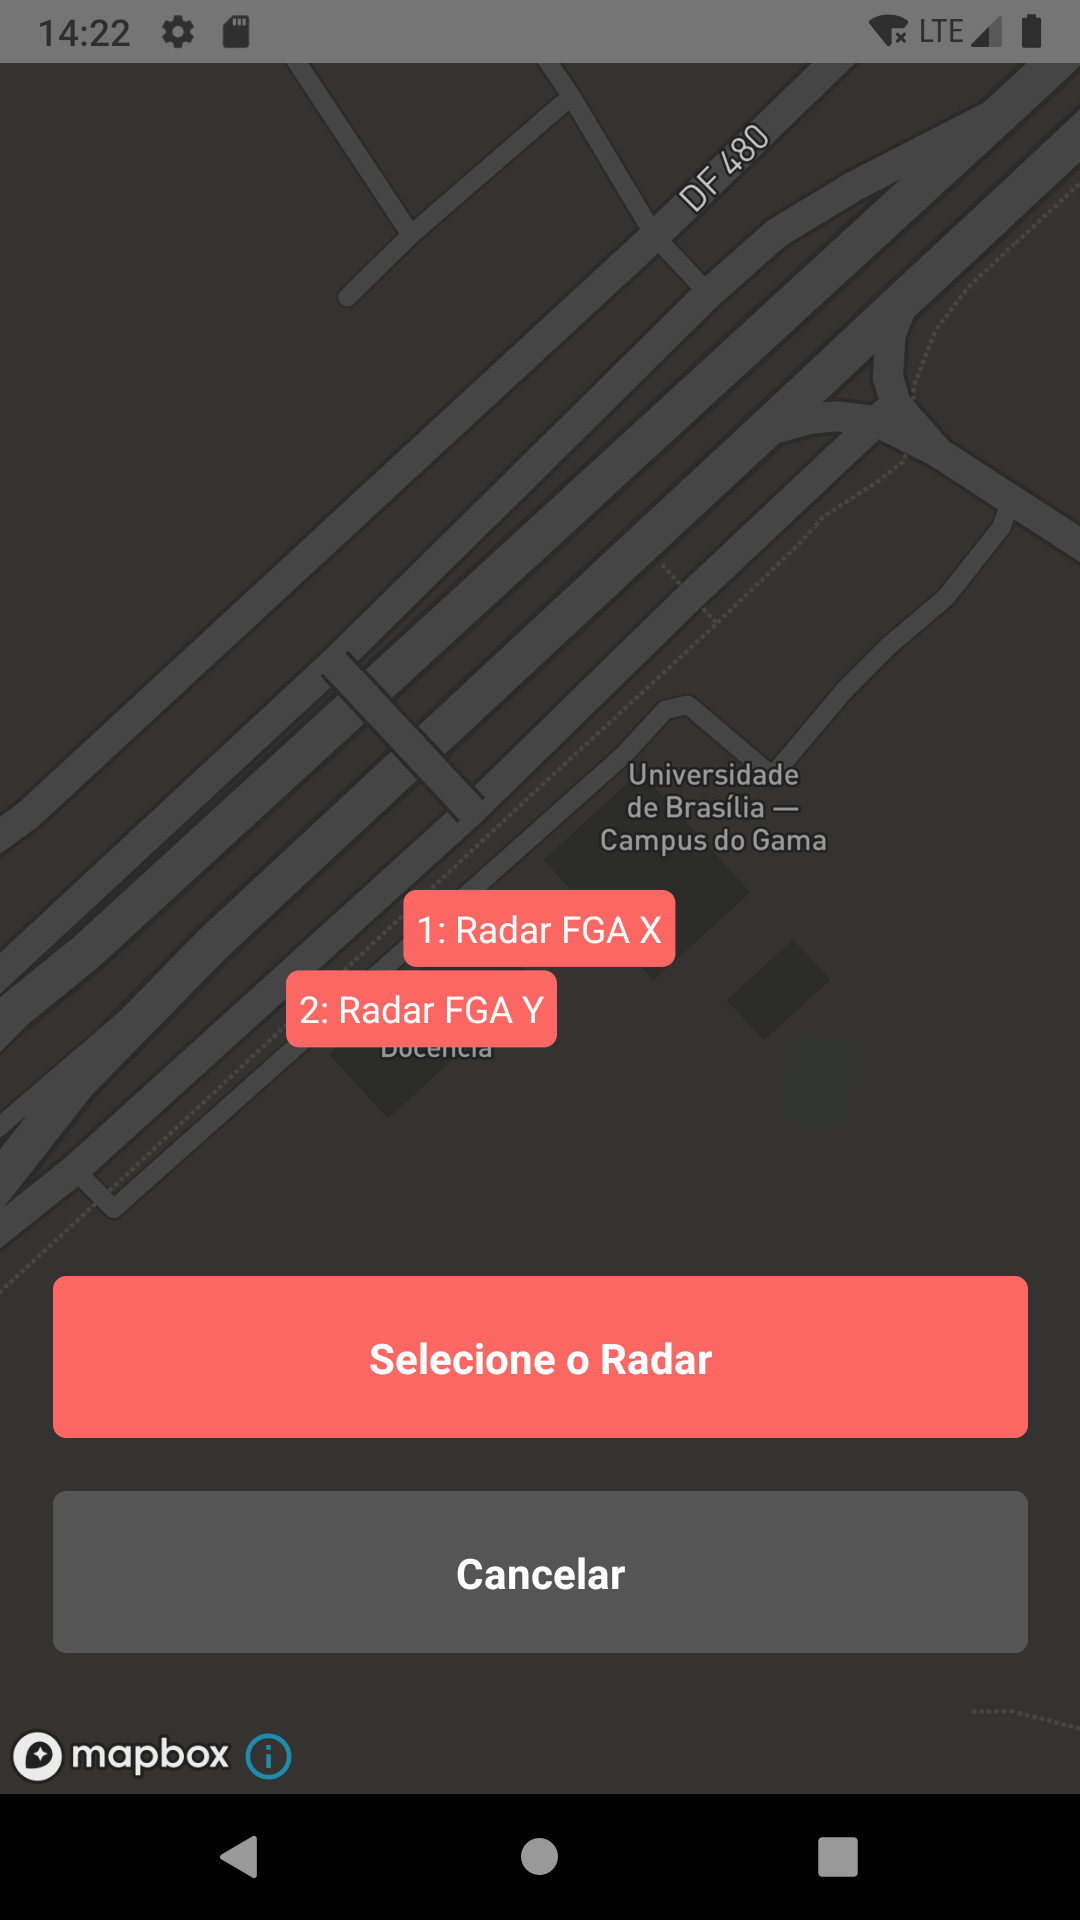 14:22
LTE
DF 480
Universidade
de Brasília —
Campus do Gama
1: Radar FGA X
2: Radar FGA Y
Docência
Selecione o Radar
Cancelar
mapbox